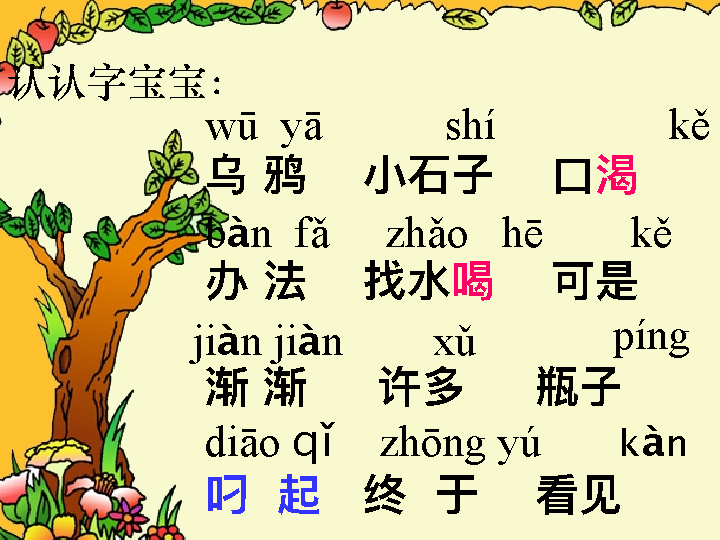 认认字宝宝:
wū yā shí kě
乌 鸦 小石子 口渴
bàn fǎ zhǎo hē kě
办 法 找水喝 可是
jiàn jiàn xǔ píng
渐 渐 许多 瓶子
diāo qǐ zhōng yú kàn
叼 起 终 于 看见